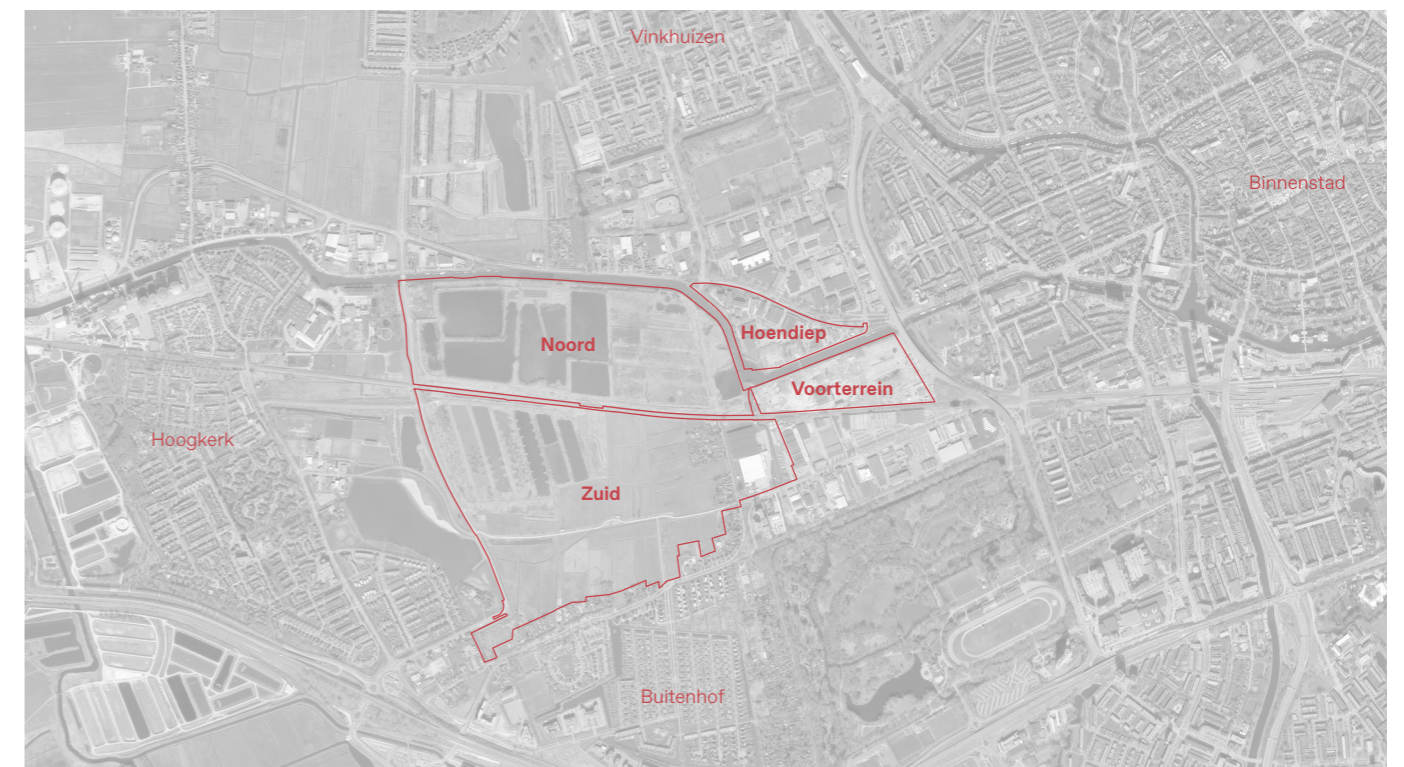 Vinkhuizen
Binnenstad
Hoendiep
Noord
Voorterrein
Hoogkerk
Zuid
Buitenhof